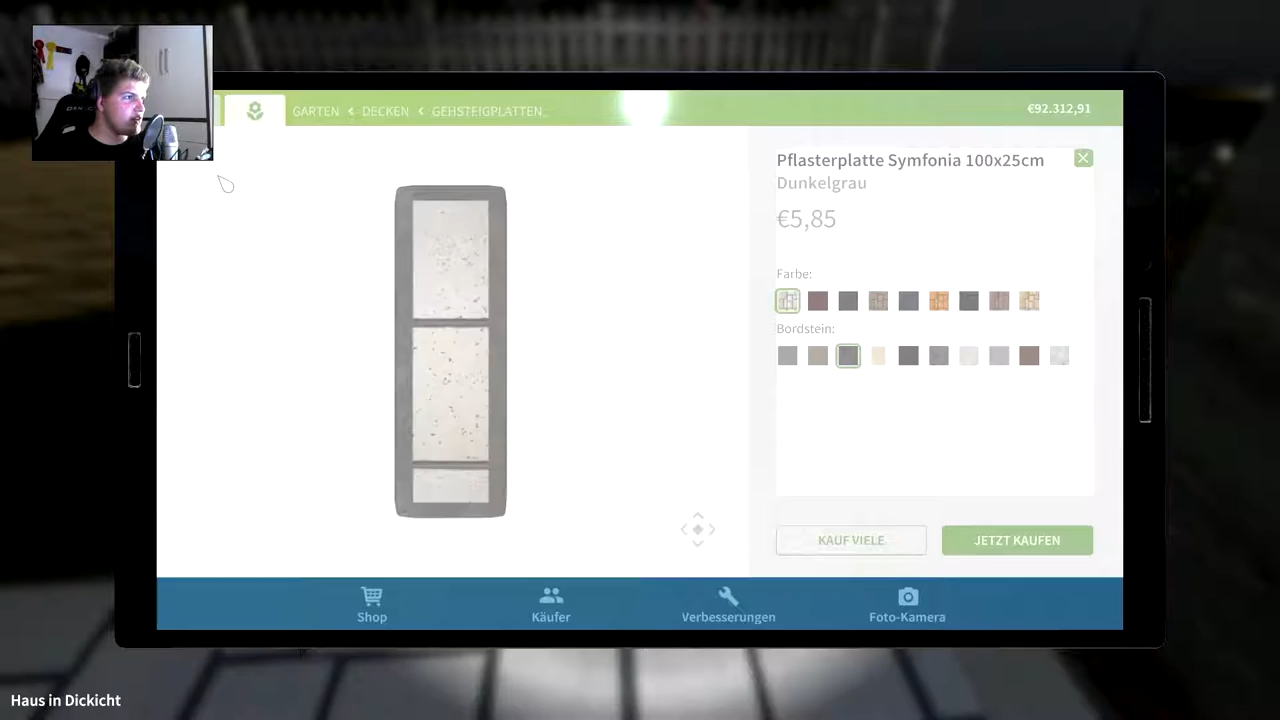 GARTEN < DECKEN < GEHSTEIGPLATTEN
€92.312,91
Pflasterplatte Symfonia 100x25cm
Dunkelgrau
€5,85
Farbe:
Bordstein:
KAUF VIELE
JETZT KAUFEN
Shop
Käufer
Verbesserungen
Foto-Kamera
Haus in Dickicht